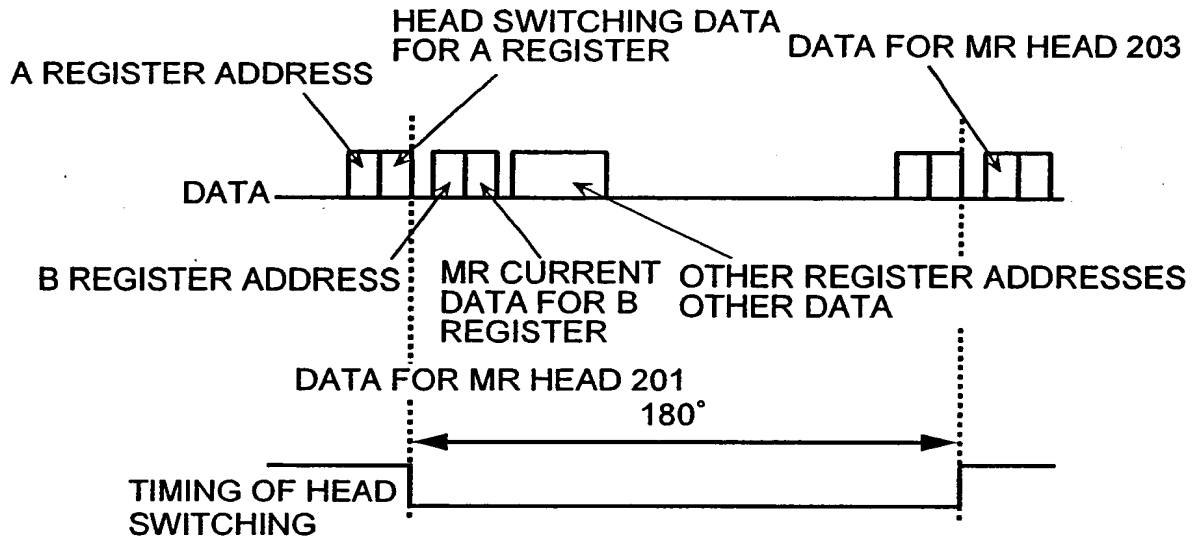 HEAD SWITCHING DATA
FOR A REGISTER
DATA FOR MR HEAD 203
A REGISTER ADDRESS
DATA
B REGISTER ADDRESS
MR CURRENT
DATA FOR B
REGISTER
OTHER REGISTER ADDRESSES
OTHER DATA
DATA FOR MR HEAD 201
180°
TIMING OF HEAD
SWITCHING